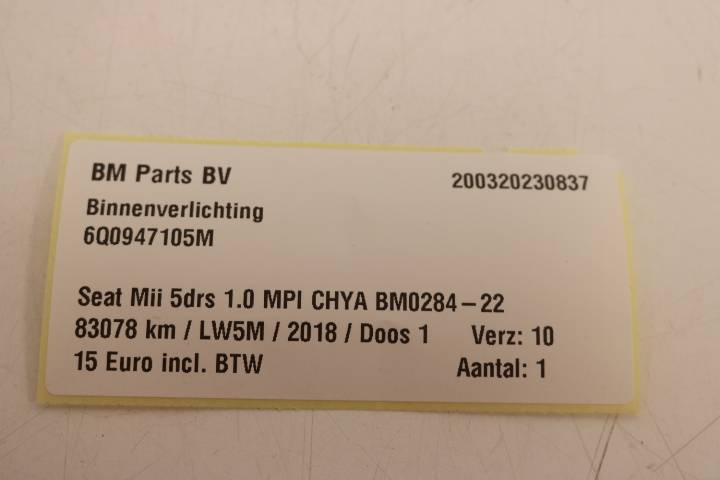 BM Parts BV 200320230837
Binnenverlichting
6Q0947105M
Seat Mii 5drs 1.0 MPI CHYA BM0284-22
83078 km / LW5M / 2018 / Doos 1 Verz: 10
15 Euro incl. BTW Aantal: 1